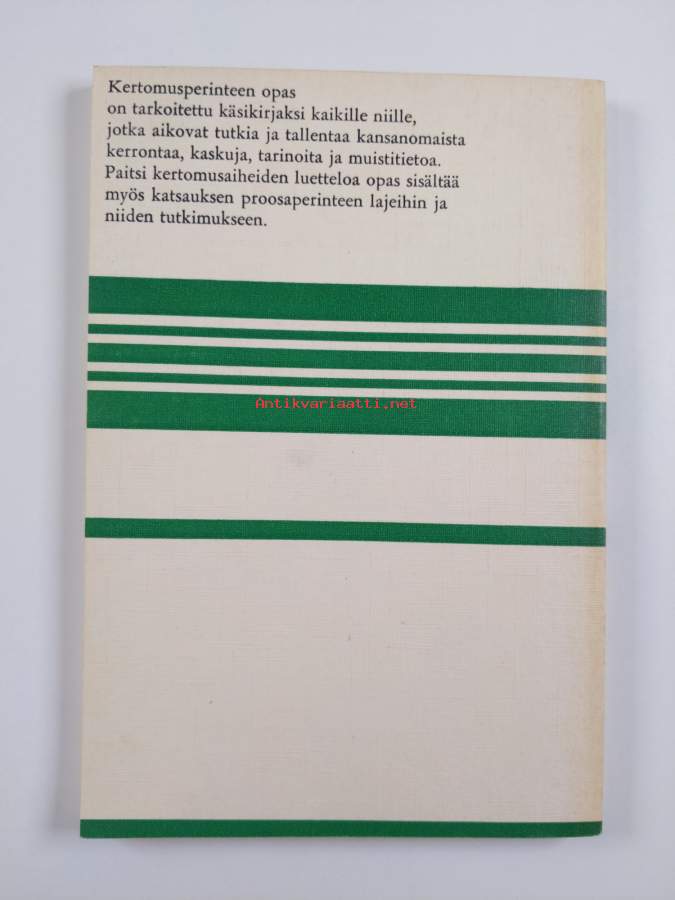 Kertomusperinteen opas
on tarkoitettu käsikirjaksi kaikille niille,
jotka aikovat tutkia ja tallentaa kansanomaista
kerrontaa, kaskuja, tarinoita ja muistitietoa.
Paitsi kertomusaiheiden luetteloa opas sisältää
myös katsauksen proosaperinteen lajeihin ja
niiden tutkimukseen.
Antikvariaatti.net